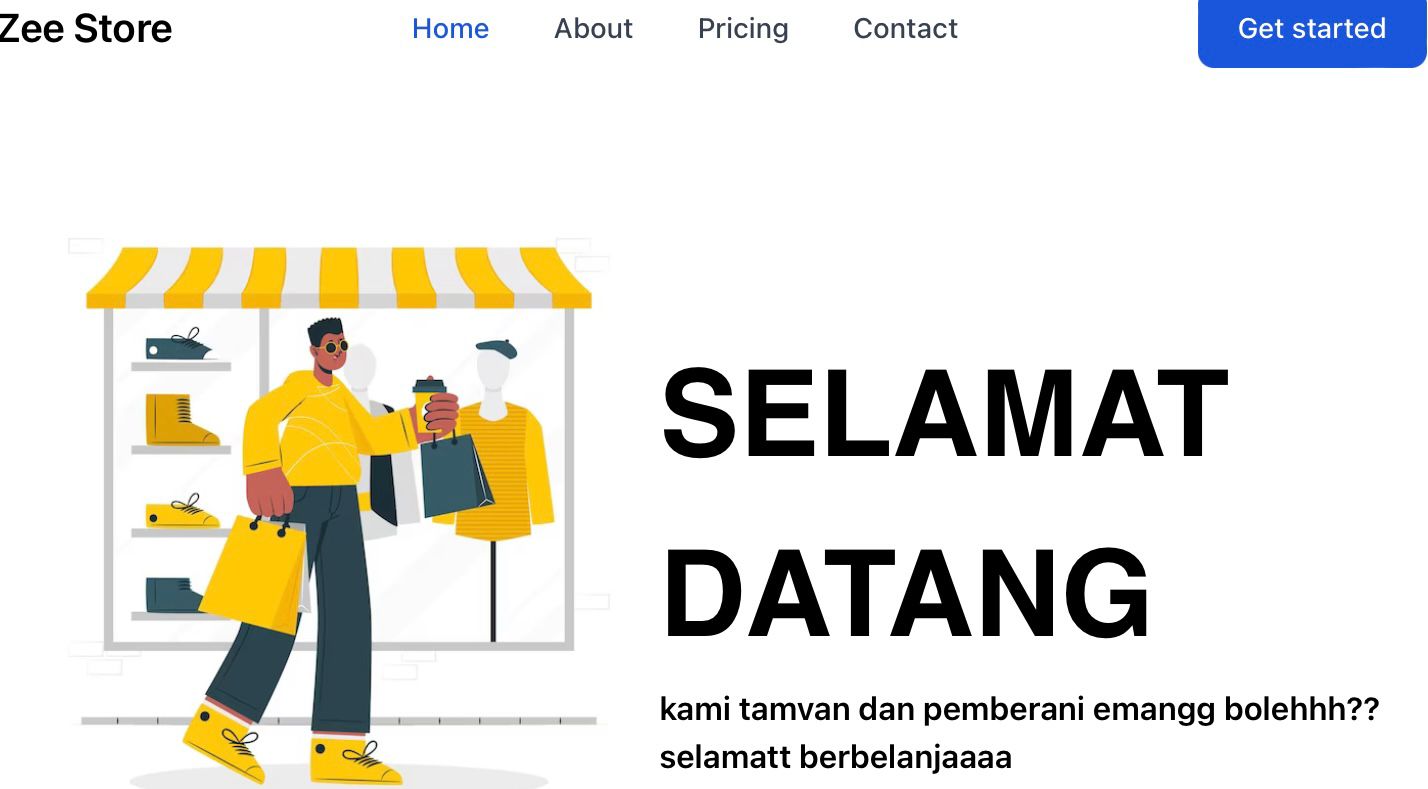 Zee Store
Home
About
Pricing
Contact
Get started
SELAMAT
DATANG
kami tamvan dan pemberani emangg bolehhh??
selamatt berbelanjaaaa